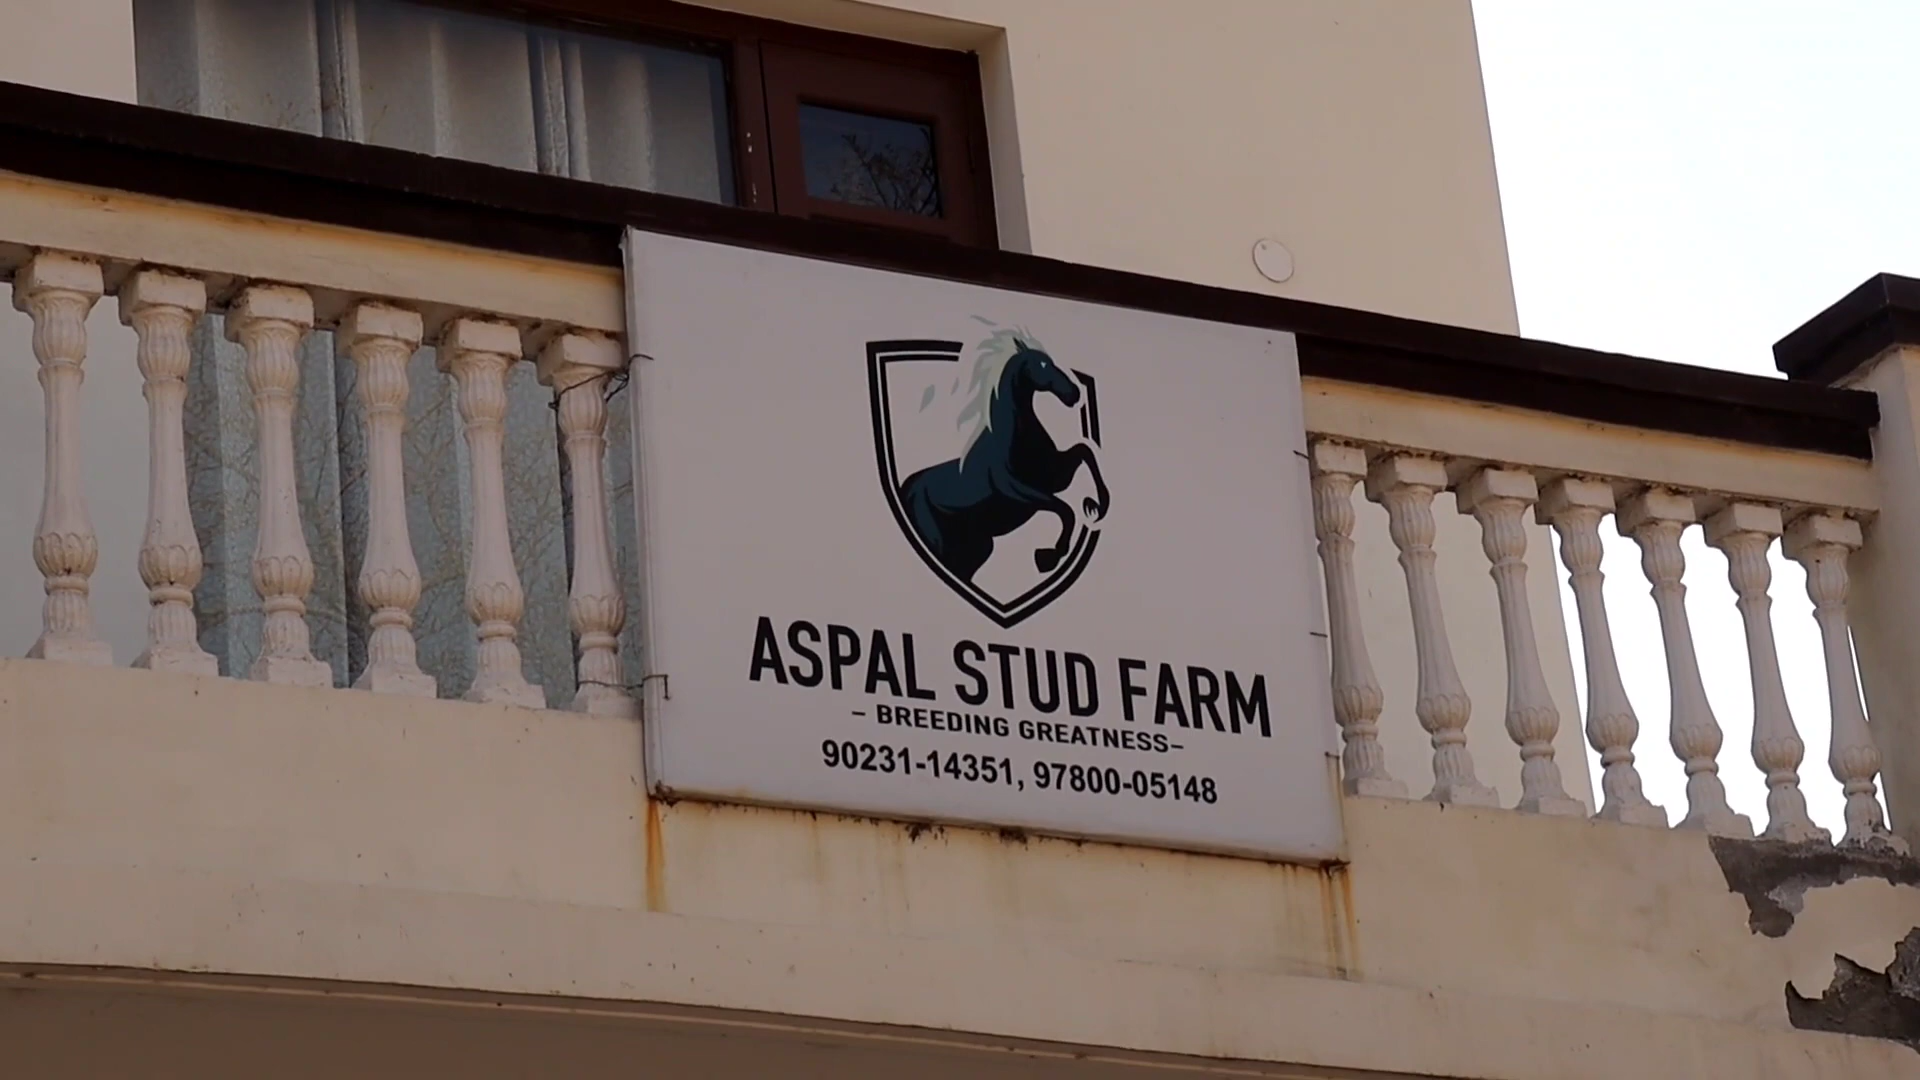 ASPAL STUD FARM
– BREEDING GREATNESS–
90231-14351, 97800-05148